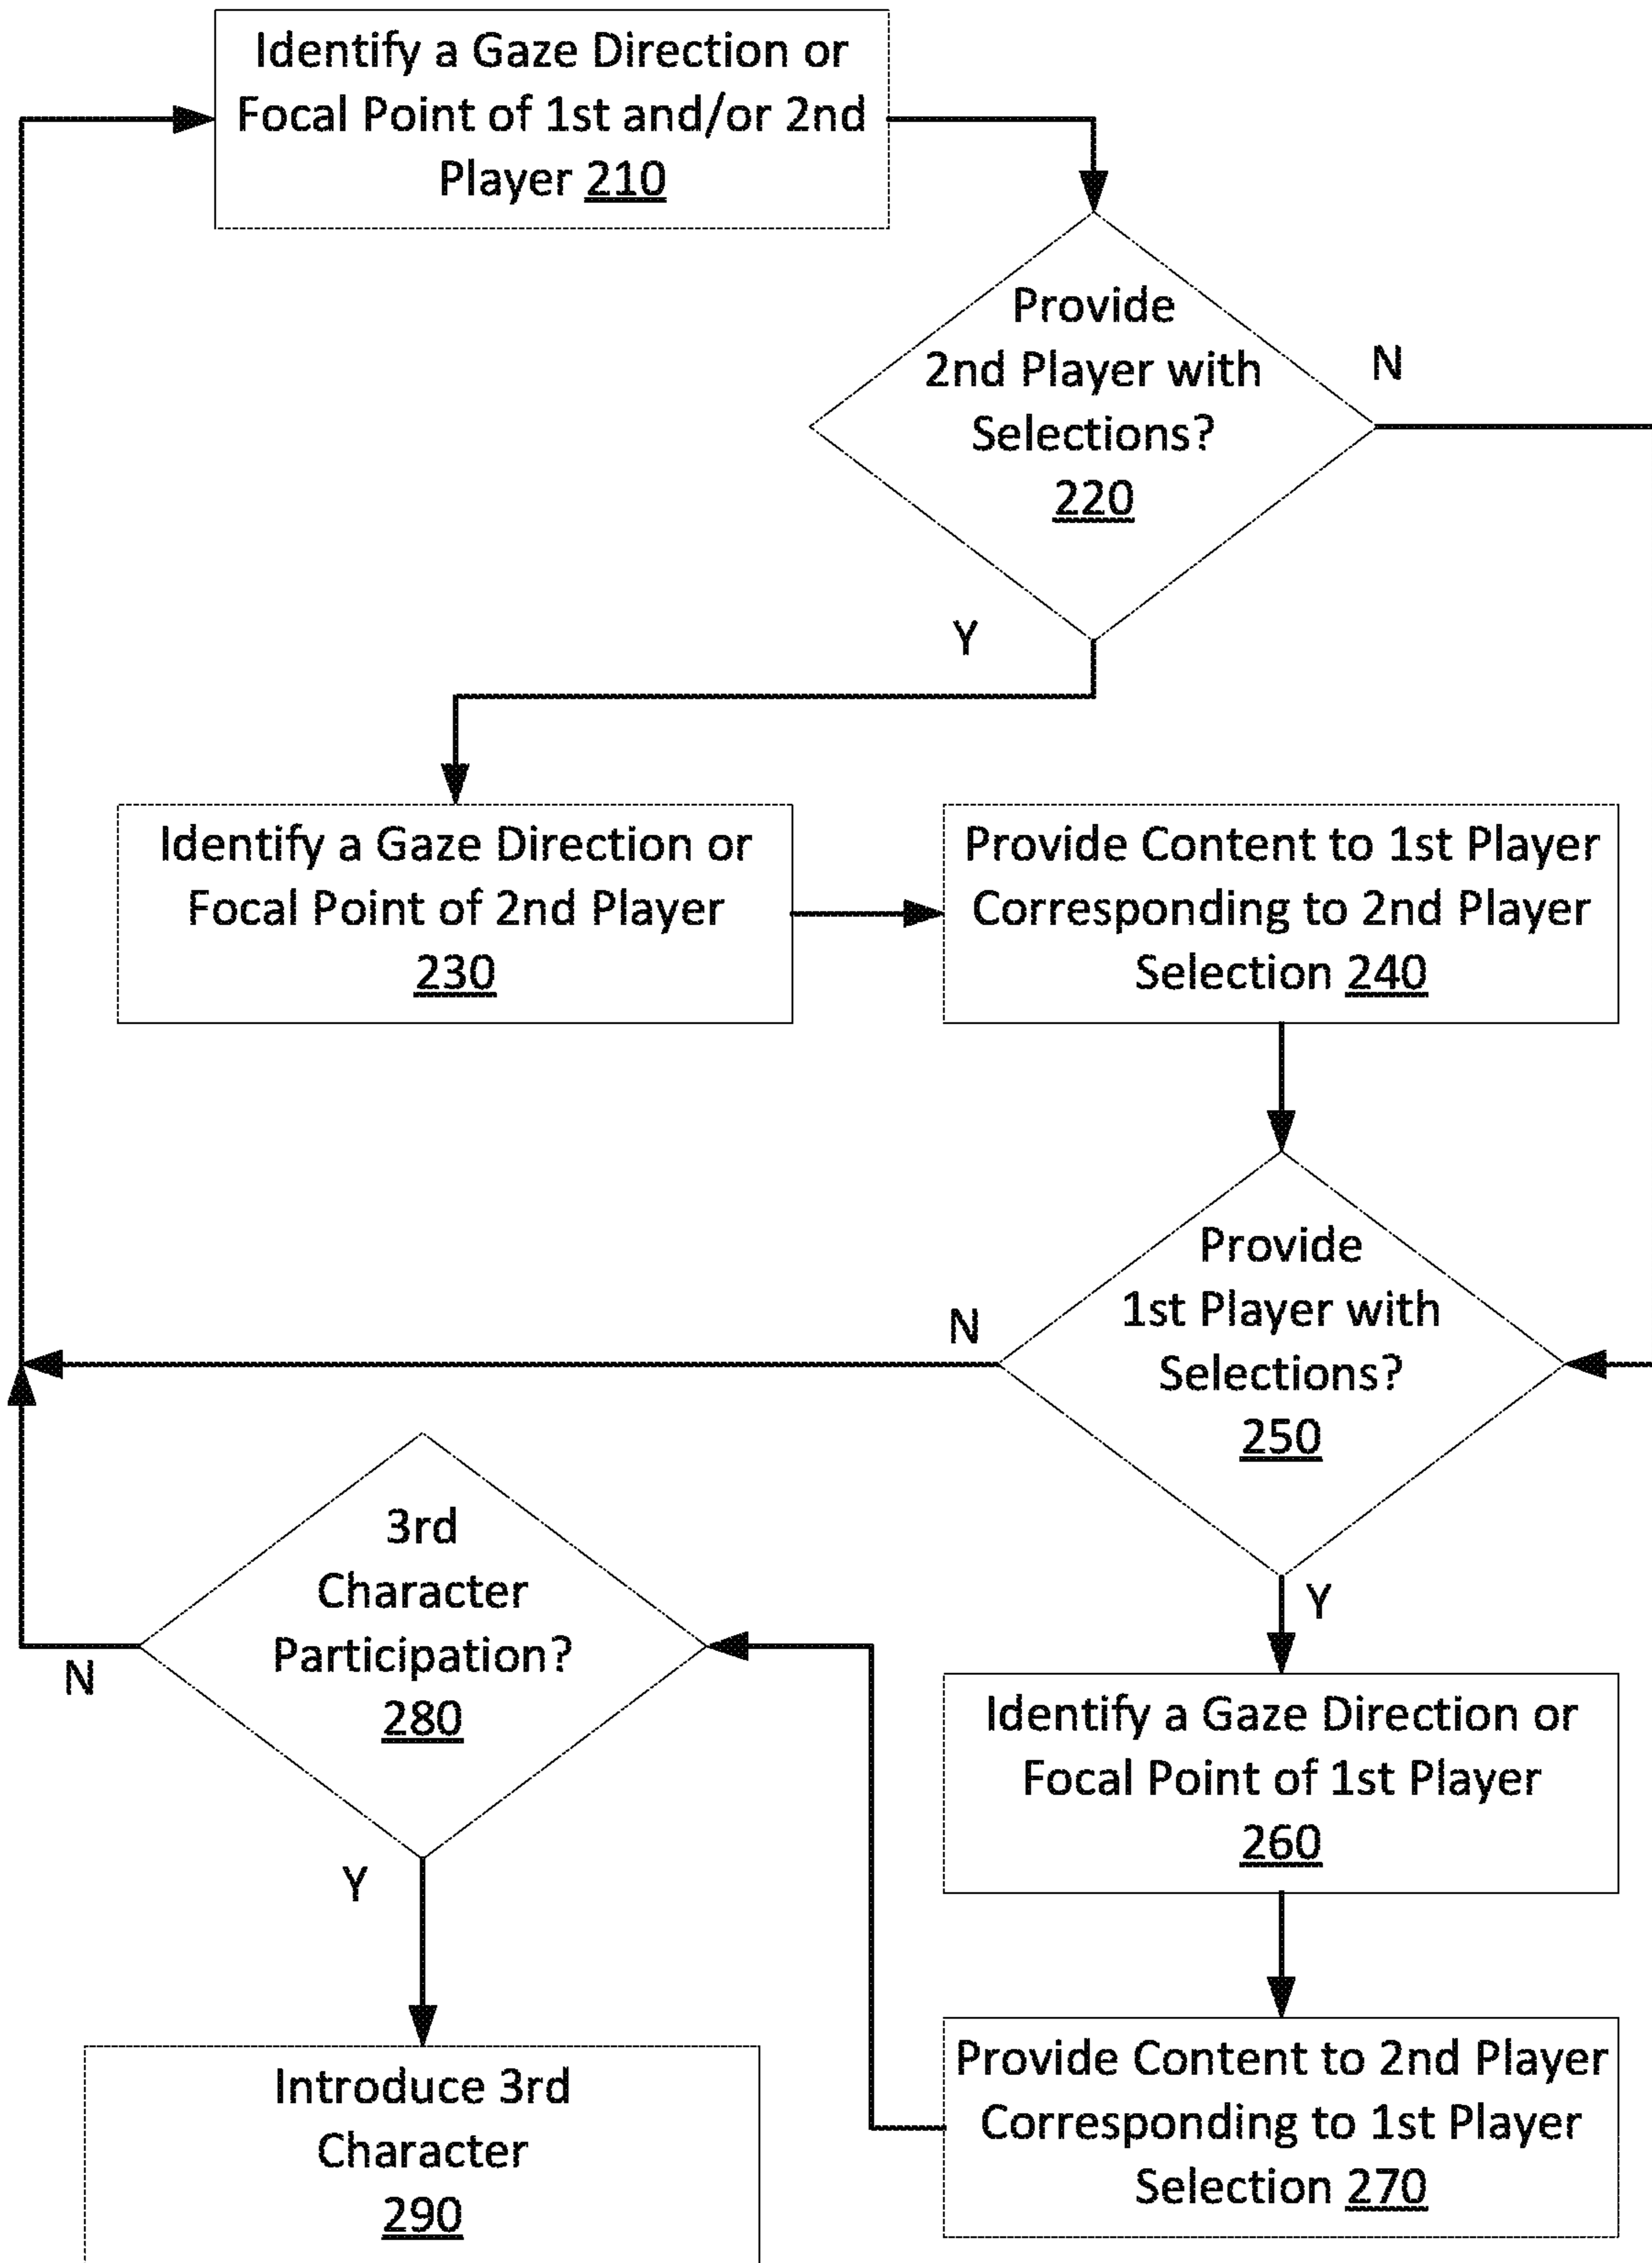 Identify a Gaze Direction or
Focal Point of 1st and/or 2nd
Player 210
Provide
2nd Player with
Selections?
220
N
Y
Identify a Gaze Direction or
Focal Point of 2nd Player
230
Provide Content to 1st Player
Corresponding to 2nd Player
Selection 240
Provide
1st Player with
Selections?
250
N
Y
Identify a Gaze Direction or
Focal Point of 1st Player
260
Provide Content to 2nd Player
Corresponding to 1st Player
Selection 270
3rd
Character
Participation?
280
N
Y
Introduce 3rd
Character
290